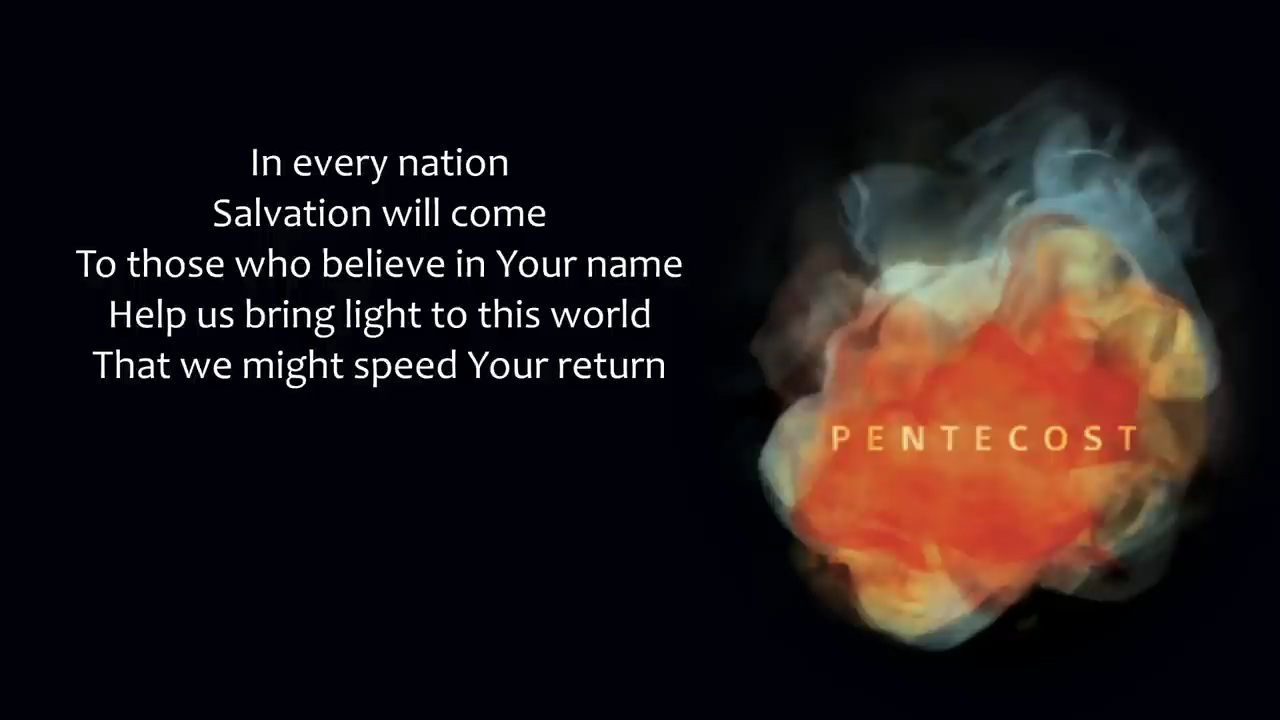 In every nation
Salvation will come
To those who believe in Your name
Help us bring light to this world
That we might speed Your return
PENTECOST